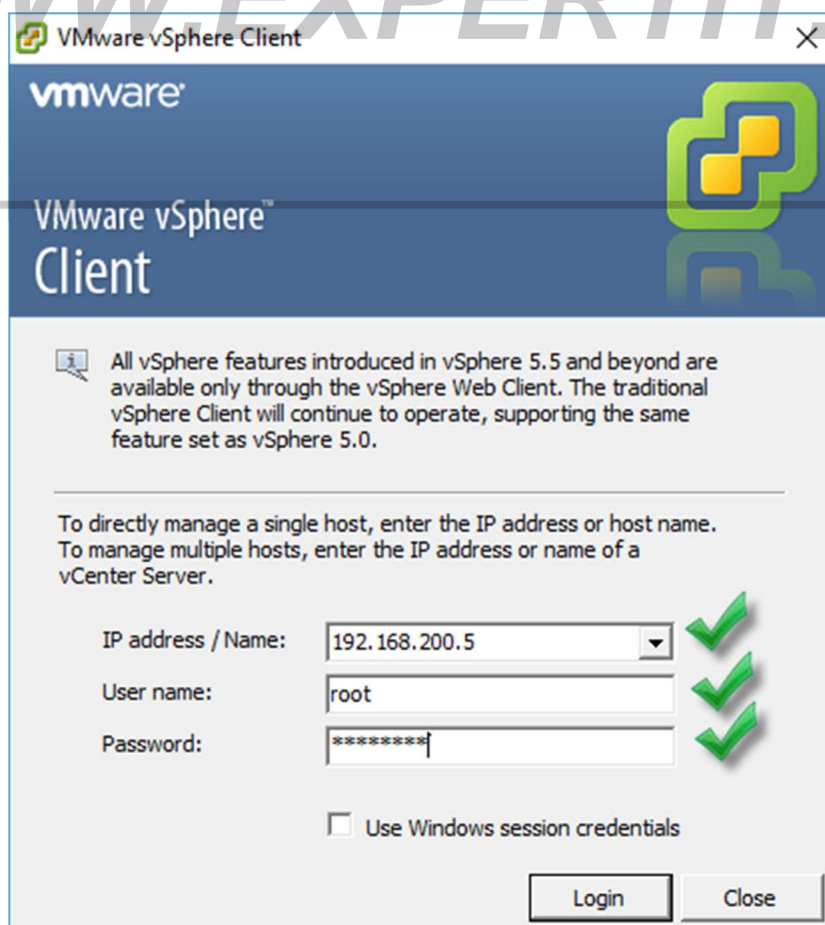 WW.EXPERTIT.
VMware vSphere Client
vmware
VMware vSphere™
Client
All vSphere features introduced in vSphere 5.5 and beyond are
available only through the vSphere Web Client. The traditional
vSphere Client will continue to operate, supporting the same
feature set as vSphere 5.0.
To directly manage a single host, enter the IP address or host name.
To manage multiple hosts, enter the IP address or name of a
vCenter Server.
IP address / Name: 192.168.200.5
User name: root
Password: ********
Use Windows session credentials
Login Close